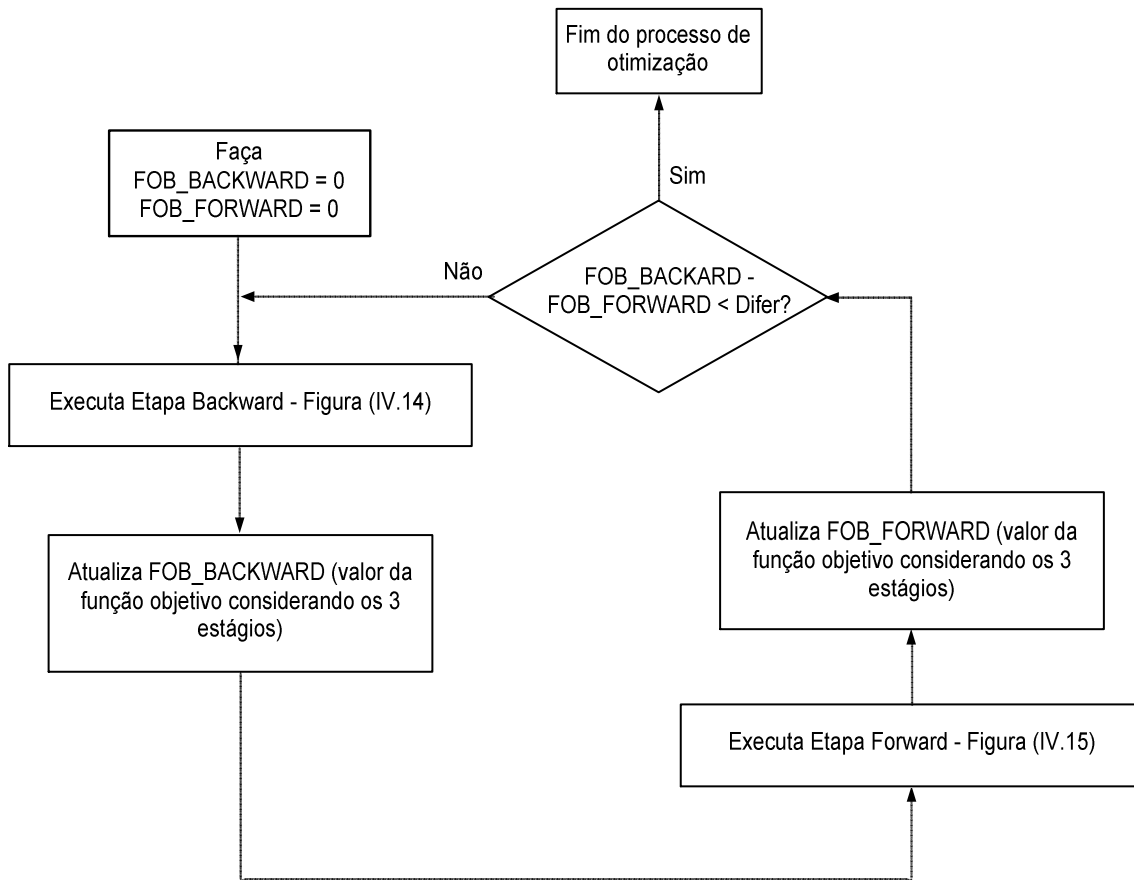 Fim do processo de
otimização
Faça
FOB_BACKWARD = 0
FOB_FORWARD = 0
Sim
Não
FOB_BACKARD -
FOB_FORWARD < Difer?
Executa Etapa Backward - Figura (IV.14)
Atualiza FOB_BACKWARD (valor da
função objetivo considerando os 3
estágios)
Atualiza FOB_FORWARD (valor da
função objetivo considerando os 3
estágios)
Executa Etapa Forward - Figura (IV.15)